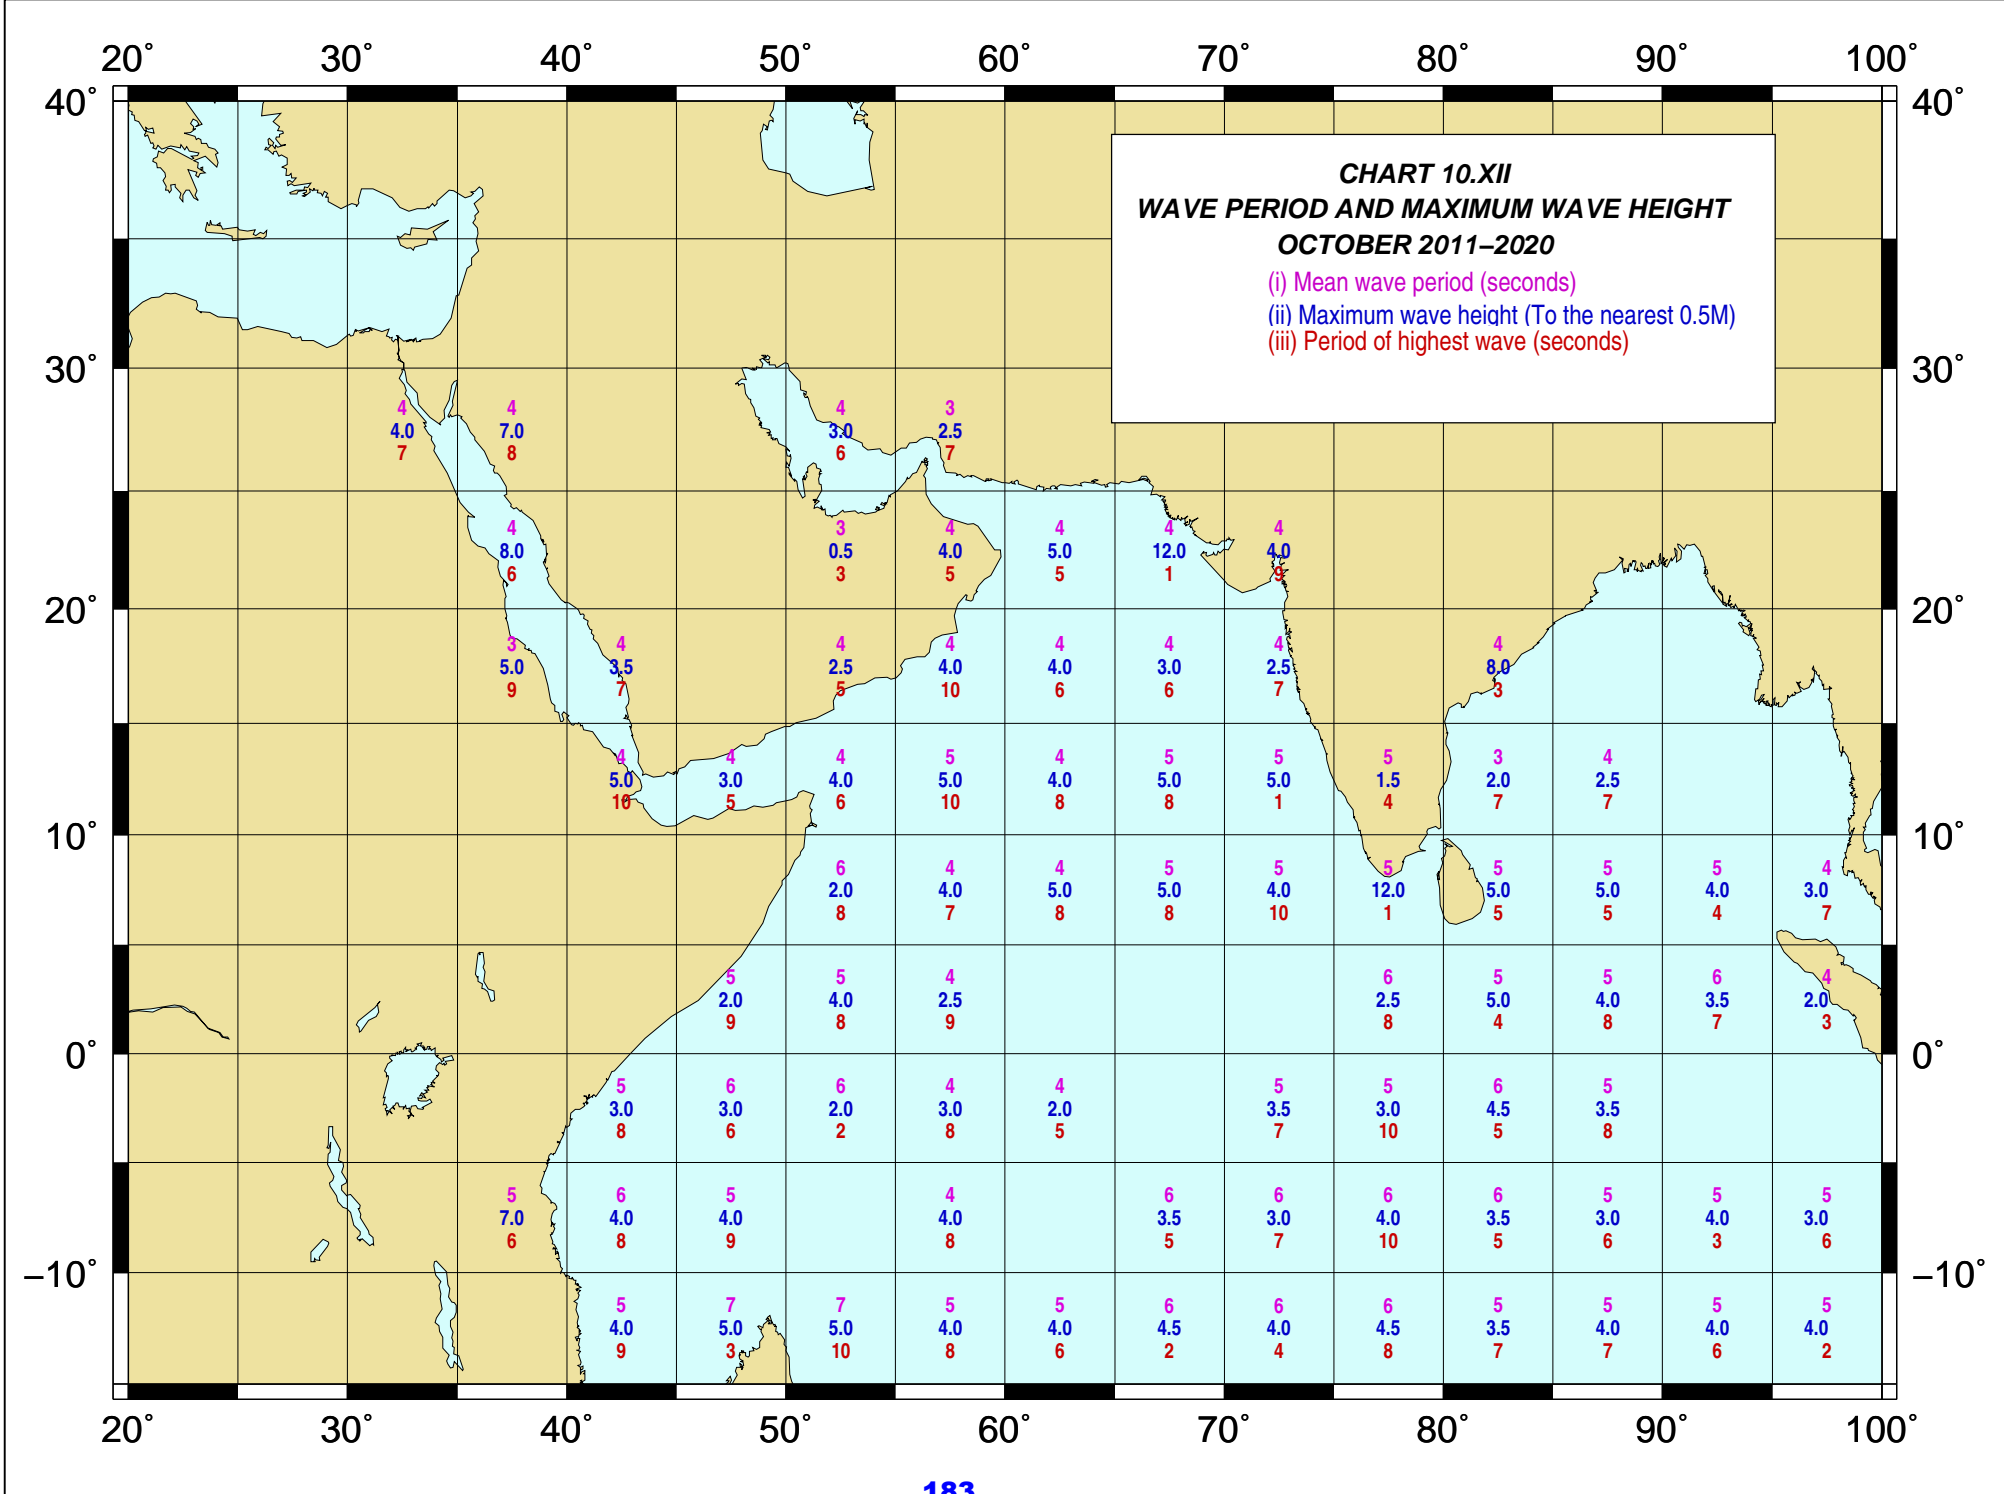 20° 30° 40° 50° 60° 70° 80° 90° 100°
40° 40°
CHART 10.XII
WAVE PERIOD AND MAXIMUM WAVE HEIGHT
OCTOBER 2011–2020
(i) Mean wave period (seconds)
(ii) Maximum wave height (To the nearest 0.5M)
(iii) Period of highest wave (seconds)
30° 30°
4 4 4 3
4.0 7.0 3.0 2.5
7 8 6 7
4 3 4 4 4 4
8.0 0.5 4.0 5.0 12.0 4.0
6 3 5 5 1 9
20° 20°
3 4 4 4 4 4 4 4
5.0 3.5 2.5 4.0 4.0 3.0 2.5 8.0
9 7 5 10 6 6 7 3
4 4 4 5 4 5 5 5 3 4
5.0 3.0 4.0 5.0 4.0 5.0 5.0 1.5 2.0 2.5
10 5 6 10 8 8 1 4 7 7
10° 10°
6 4 4 5 5 5 5 5 5 4
2.0 4.0 5.0 5.0 4.0 12.0 5.0 5.0 4.0 3.0
8 7 8 8 10 1 5 5 4 7
5 5 4 6 5 5 6 4
2.0 4.0 2.5 2.5 5.0 4.0 3.5 2.0
9 8 9 8 4 8 7 3
0° 0°
5 6 6 4 4 5 5 6 5
3.0 3.0 2.0 3.0 2.0 3.5 3.0 4.5 3.5
8 6 2 8 5 7 10 5 8
5 6 5 4 6 6 6 6 5 5 5
7.0 4.0 4.0 4.0 3.5 3.0 4.0 3.5 3.0 4.0 3.0
6 8 9 8 5 7 10 5 6 3 6
–10° –10°
5 7 7 5 5 6 6 6 5 5 5 5
4.0 5.0 5.0 4.0 4.0 4.5 4.0 4.5 3.5 4.0 4.0 4.0
9 3 10 8 6 2 4 8 7 7 6 2
20° 30° 40° 50° 60° 70° 80° 90° 100°
183